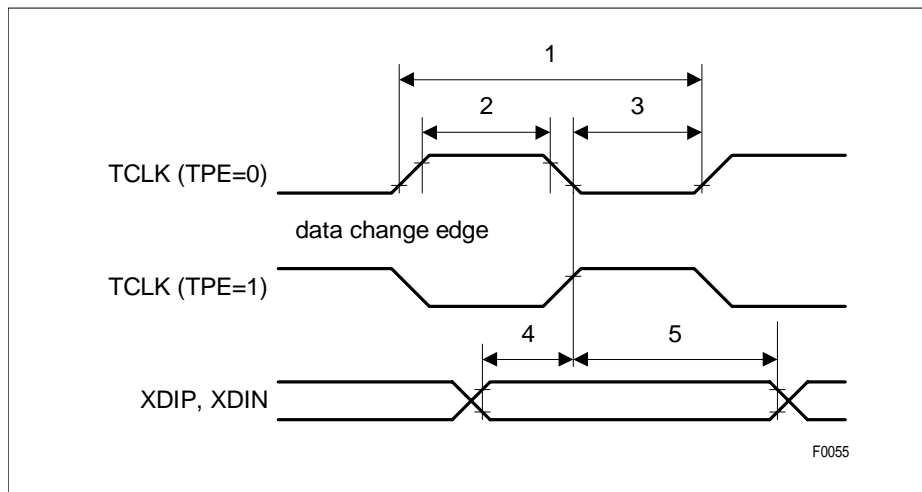 1
2
3
TCLK (TPE=0)
data change edge
TCLK (TPE=1)
4
5
XDIP, XDIN
F0055